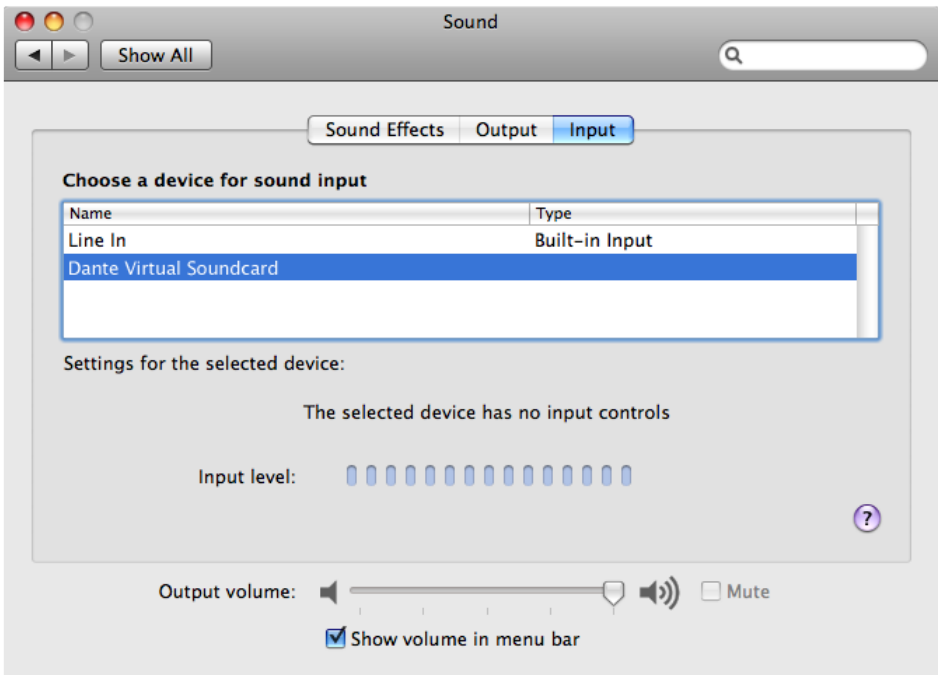 Sound
Show All
Sound Effects Output Input
Choose a device for sound input
Name Type
Line In Built-in Input
Dante Virtual Soundcard
Settings for the selected device:
The selected device has no input controls
Input level:
?
Output volume: Mute
Show volume in menu bar